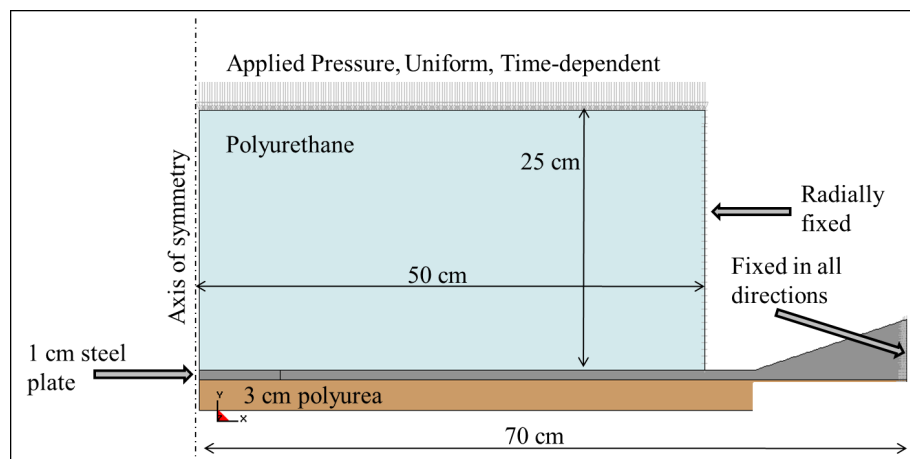 Applied Pressure, Uniform, Time-dependent
Polyurethane
25 cm
Axis of symmetry
Radially
fixed
50 cm
Fixed in all
directions
1 cm steel
plate
3 cm polyurea
Y
X
70 cm